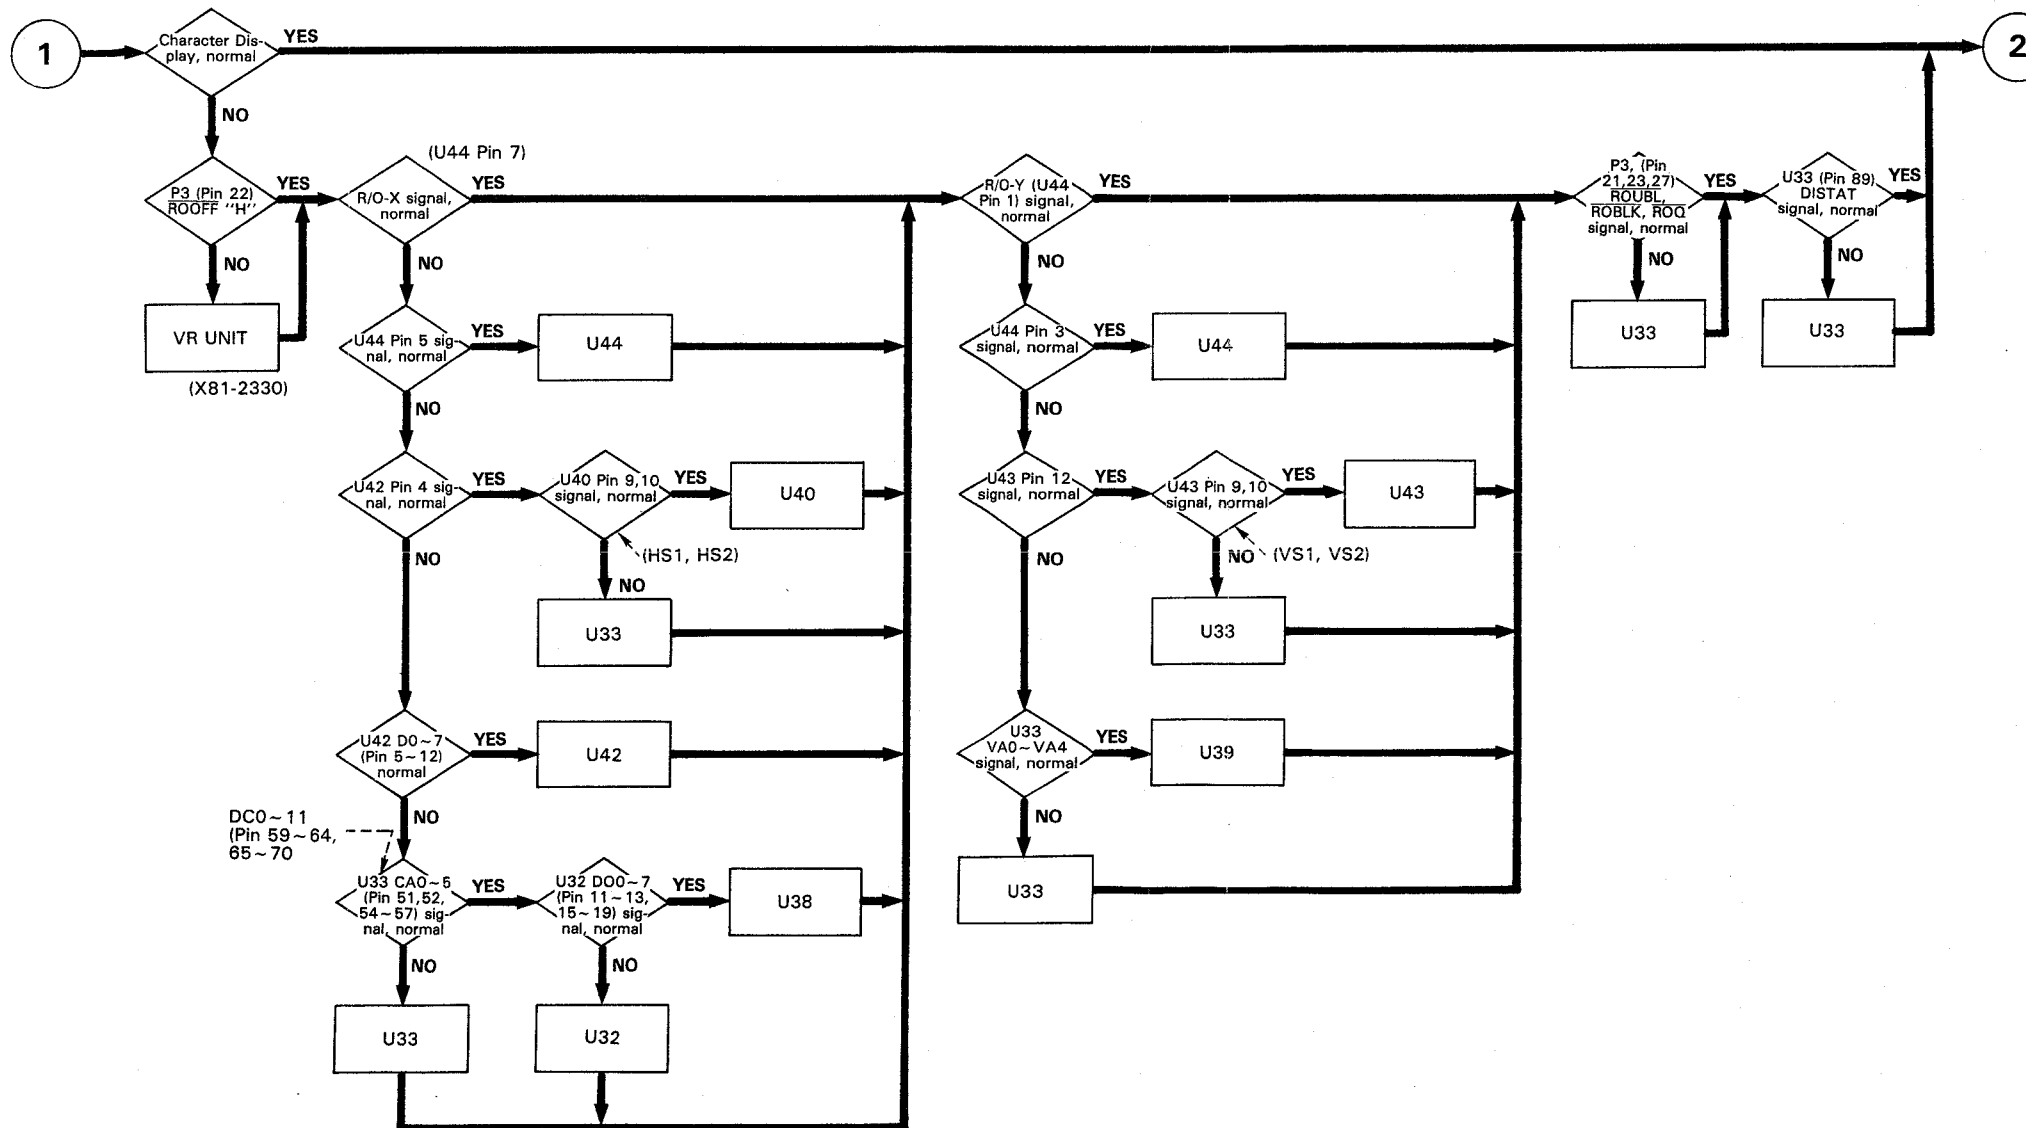 1
Character Dis-
play, normal
YES
2
NO
P3 (Pin 22)
ROOFF "H"
YES
(U44 Pin 7)
R/O-X signal,
normal
YES
R/O-Y (U44
Pin 1) signal,
normal
YES
P3, (Pin
21,23,27)
ROUBL,
ROBLK, ROQ
signal, normal
YES
U33 (Pin 89)
DISTAT
signal, normal
YES
NO
NO
NO
NO
NO
VR UNIT
(X81-2330)
U44 Pin 5 sig-
nal, normal
YES
U44
U44 Pin 3
signal, normal
YES
U44
U33
U33
NO
NO
U42 Pin 4 sig-
nal, normal
YES
U40 Pin 9,10
signal, normal
YES
U40
U43 Pin 12
signal, normal
YES
U43 Pin 9,10
signal, normal
YES
U43
NO
(HS1, HS2)
NO
NO
NO
(VS1, VS2)
U33
U33
U42 D0~7
(Pin 5~12)
normal
YES
U42
U33
VA0~VA4
signal, normal
YES
U39
NO
NO
DC0~11
(Pin 59~64,
65~70
U33 CA0~5
(Pin 51,52,
54~57) sig-
nal, normal
YES
U32 DO0~7
(Pin 11~13,
15~19) sig-
nal, normal
YES
U38
U33
NO
NO
U33
U32